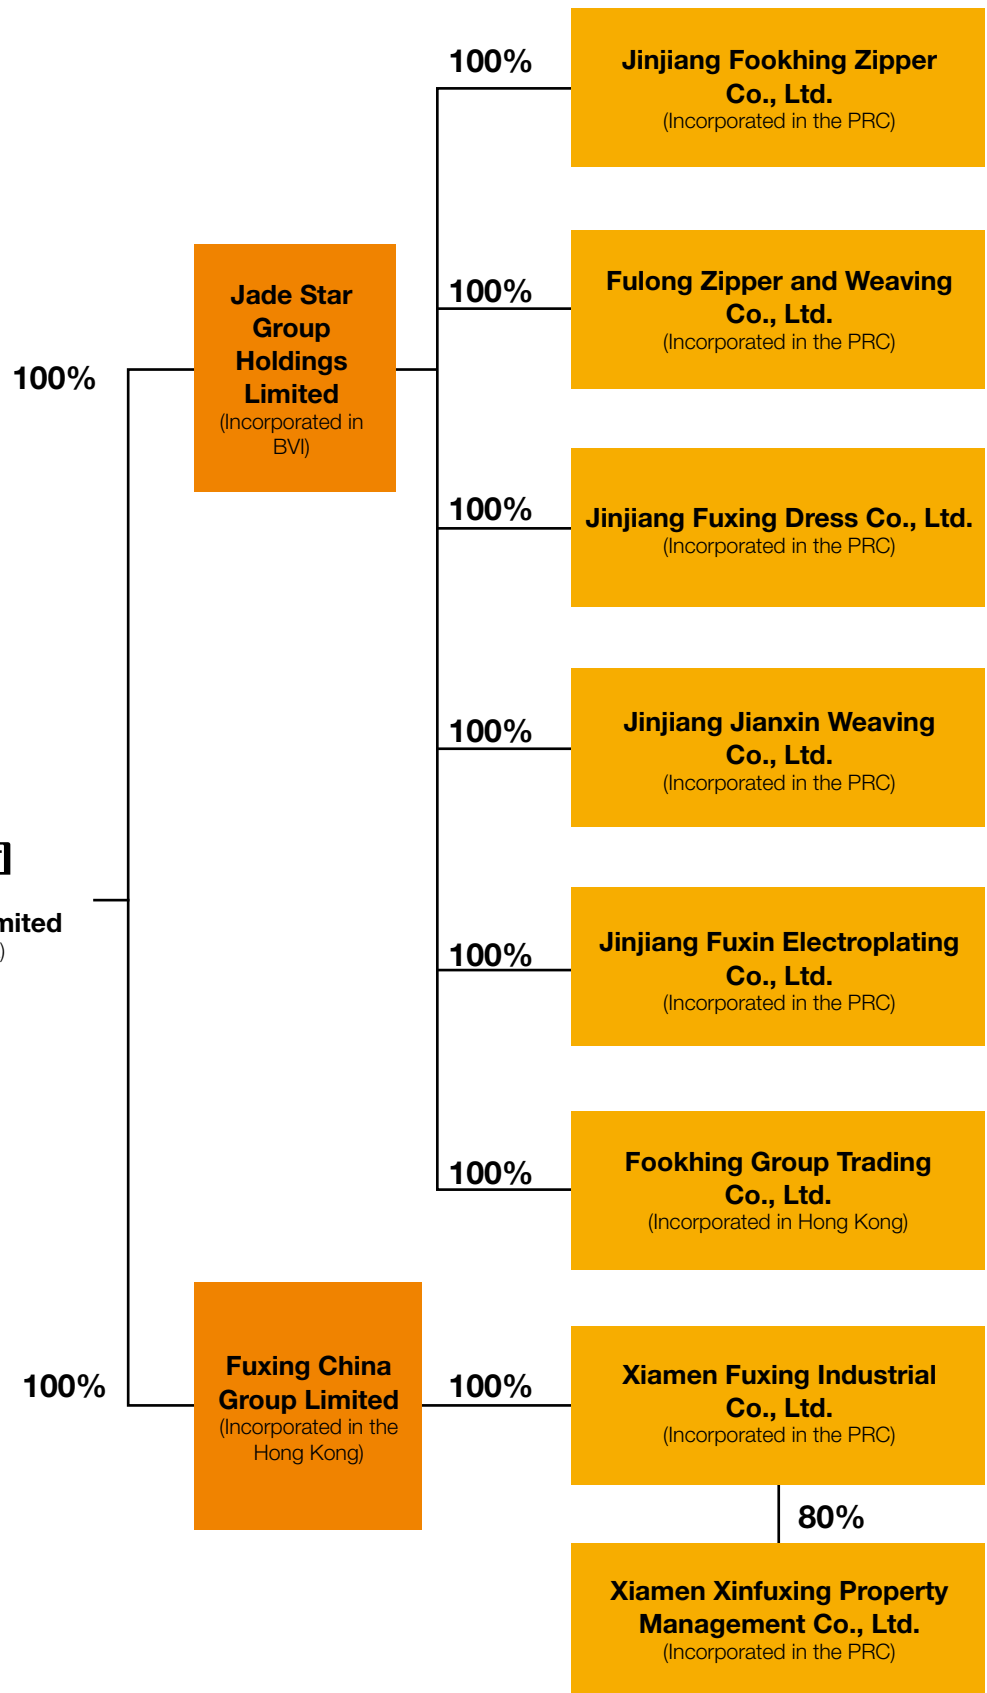 100%
Jinjiang Fookhing Zipper
Co., Ltd.
(Incorporated in the PRC)
100%
Fulong Zipper and Weaving
Co., Ltd.
(Incorporated in the PRC)
Jade Star
Group
Holdings
Limited
(Incorporated in
BVI)
100%
100%
Jinjiang Fuxing Dress Co., Ltd.
(Incorporated in the PRC)
100%
Jinjiang Jianxin Weaving
Co., Ltd.
(Incorporated in the PRC)
100%
Jinjiang Fuxin Electroplating
Co., Ltd.
(Incorporated in the PRC)
100%
Fookhing Group Trading
Co., Ltd.
(Incorporated in Hong Kong)
100%
Fuxing China
Group Limited
(Incorporated in the
Hong Kong)
100%
Xiamen Fuxing Industrial
Co., Ltd.
(Incorporated in the PRC)
80%
Xiamen Xinfuxing Property
Management Co., Ltd.
(Incorporated in the PRC)